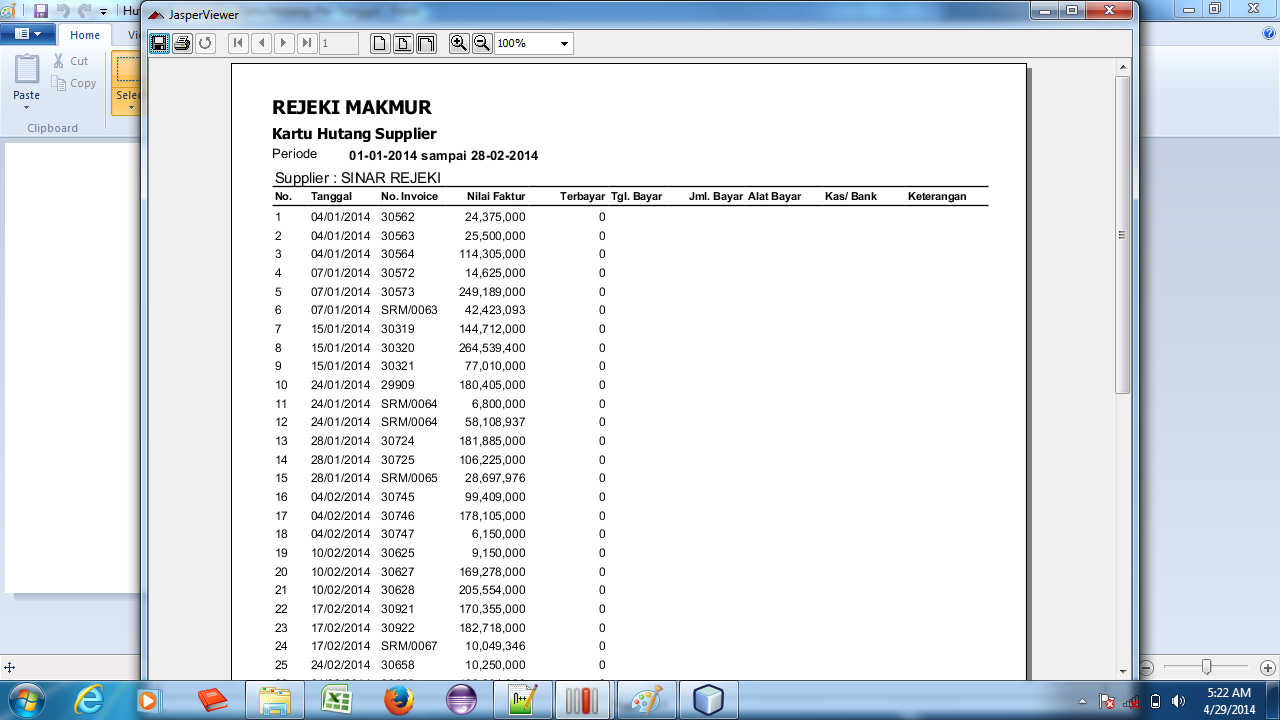 Hu
JasperViewer
Home
Vi
Cut
Copy
Paste
Selec
Clipboard
1
100%
REJEKI MAKMUR
Kartu Hutang Supplier
Periode 01-01-2014 sampai 28-02-2014
Supplier : SINAR REJEKI
No. Tanggal No. Invoice Nilai Faktur Terbayar Tgl. Bayar Jml. Bayar Alat Bayar Kas/ Bank Keterangan
1 04/01/2014 30562 24,375,000 0
2 04/01/2014 30563 25,500,000 0
3 04/01/2014 30564 114,305,000 0
4 07/01/2014 30572 14,625,000 0
5 07/01/2014 30573 249,189,000 0
6 07/01/2014 SRM/0063 42,423,093 0
7 15/01/2014 30319 144,712,000 0
8 15/01/2014 30320 264,539,400 0
9 15/01/2014 30321 77,010,000 0
10 24/01/2014 29909 180,405,000 0
11 24/01/2014 SRM/0064 6,800,000 0
12 24/01/2014 SRM/0064 58,108,937 0
13 28/01/2014 30724 181,885,000 0
14 28/01/2014 30725 106,225,000 0
15 28/01/2014 SRM/0065 28,697,976 0
16 04/02/2014 30745 99,409,000 0
17 04/02/2014 30746 178,105,000 0
18 04/02/2014 30747 6,150,000 0
19 10/02/2014 30625 9,150,000 0
20 10/02/2014 30627 169,278,000 0
21 10/02/2014 30628 205,554,000 0
22 17/02/2014 30921 170,355,000 0
23 17/02/2014 30922 182,718,000 0
24 17/02/2014 SRM/0067 10,049,346 0
25 24/02/2014 30658 10,250,000 0
5:22 AM
4/29/2014